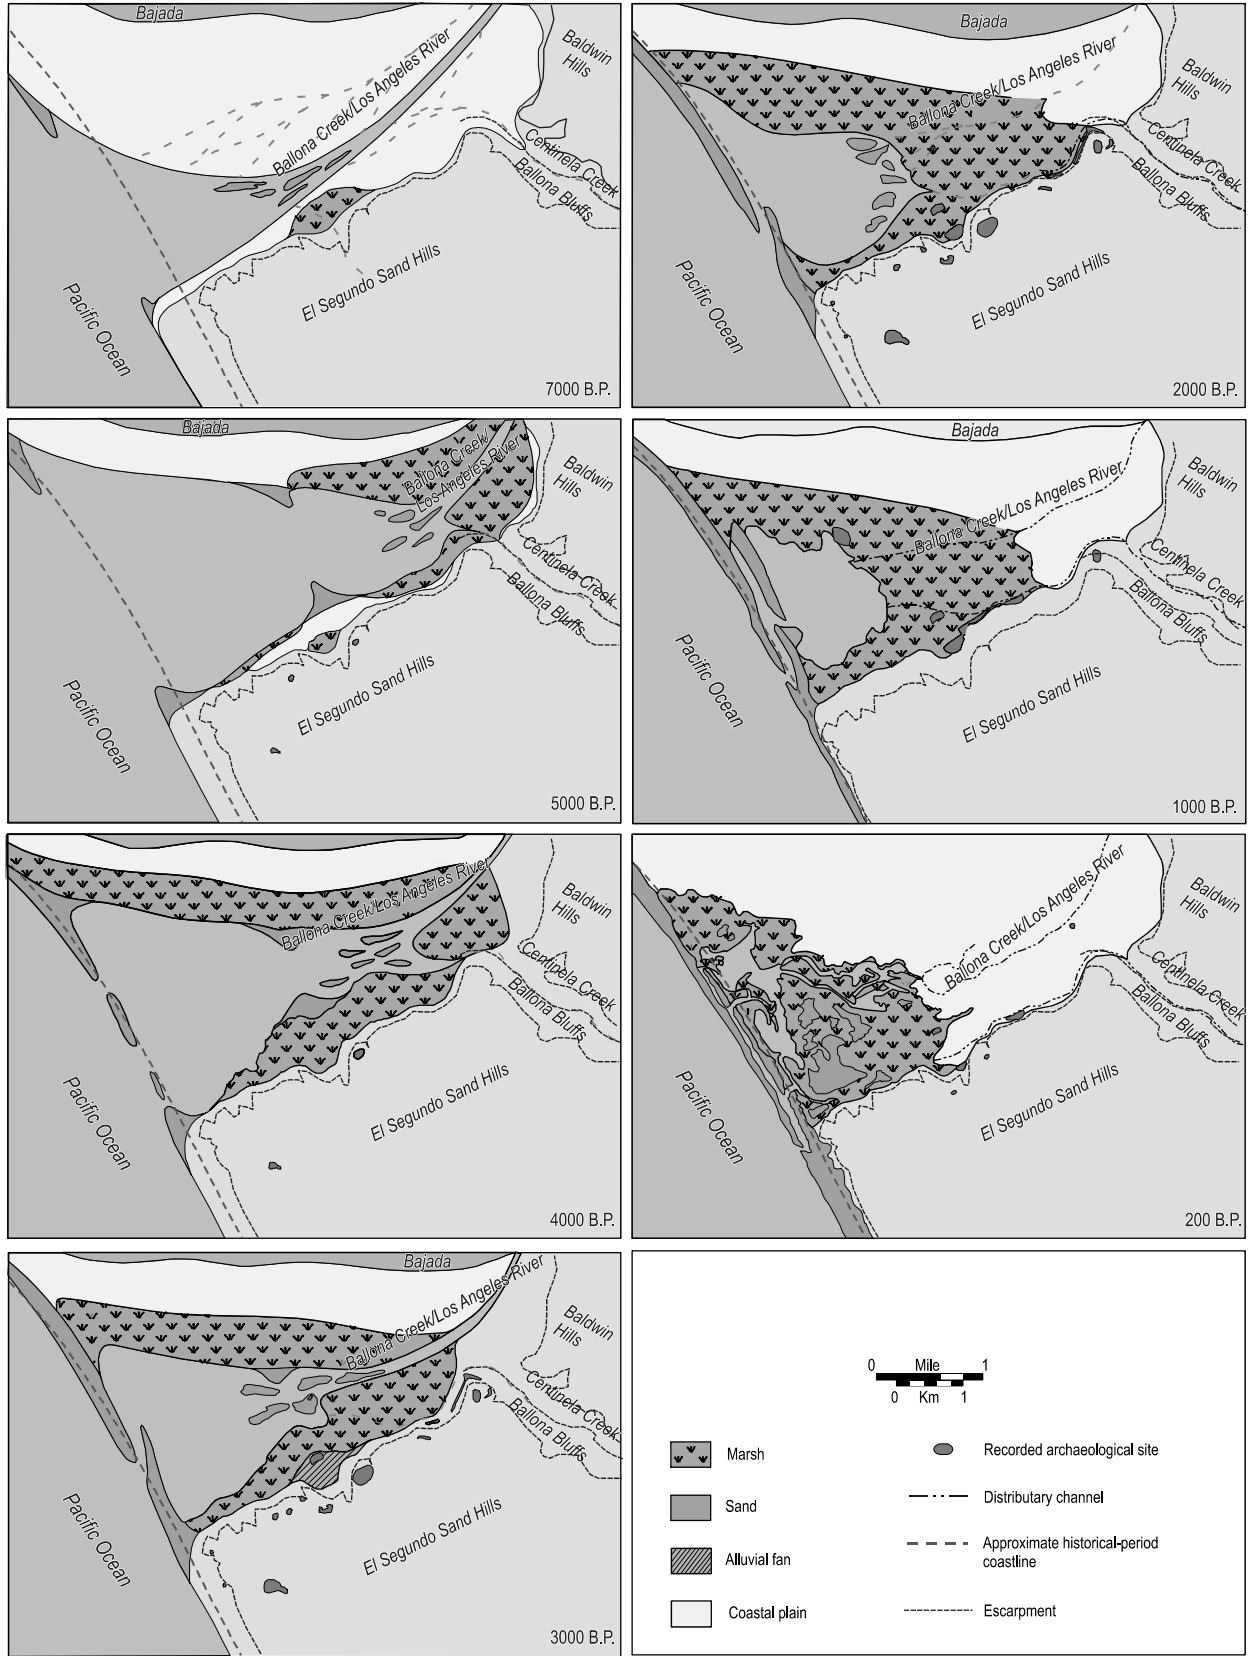 Bajada
Ballona Creek/Los Angeles River
Baldwin
Hills
Centinela Creek
Ballona Bluffs
El Segundo Sand Hills
Pacific Ocean
7000 B.P.
Bajada
Ballona Creek/Los Angeles River
Baldwin
Hills
Centinela Creek
Ballona Bluffs
El Segundo Sand Hills
Pacific Ocean
2000 B.P.
Bajada
Ballona Creek/
Los Angeles River
Baldwin
Hills
Centinela Creek
Ballona Bluffs
El Segundo Sand Hills
Pacific Ocean
5000 B.P.
Bajada
Ballona Creek/Los Angeles River
Baldwin
Hills
Centinela Creek
Ballona Bluffs
El Segundo Sand Hills
Pacific Ocean
1000 B.P.
Ballona Creek/Los Angeles River
Baldwin
Hills
Centinela Creek
Ballona Bluffs
El Segundo Sand Hills
Pacific Ocean
4000 B.P.
Ballona Creek/Los Angeles River
Baldwin
Hills
Centinela Creek
Ballona Bluffs
El Segundo Sand Hills
Pacific Ocean
200 B.P.
Bajada
Ballona Creek/Los Angeles River
Baldwin
Hills
Centinela Creek
Ballona Bluffs
El Segundo Sand Hills
Pacific Ocean
3000 B.P.
0 Mile 1
0 Km 1
Marsh
Sand
Alluvial fan
Coastal plain
Recorded archaeological site
Distributary channel
Approximate historical-period
coastline
Escarpment